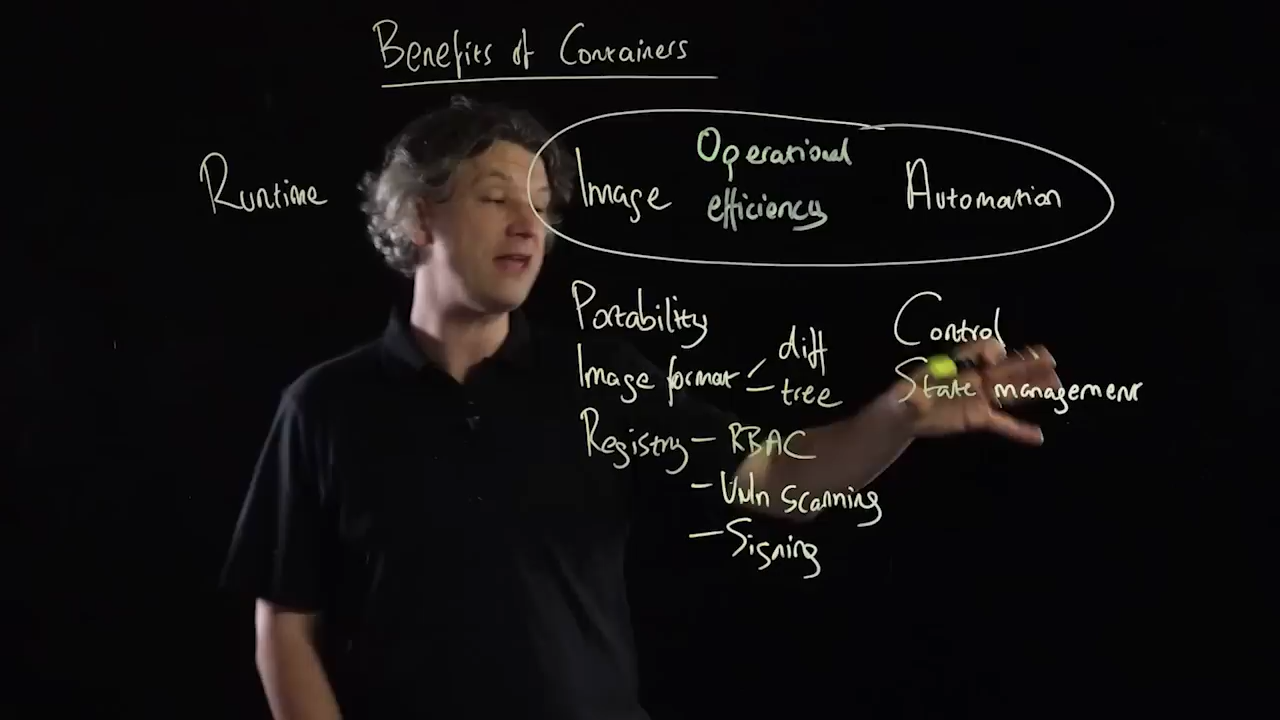 Benefits of Containers
Runtime
Image
Operational
efficiency
Automation
Portability
Image format
diff
tree
Registry
- RBAC
- Vuln scanning
- Signing
Control
State management